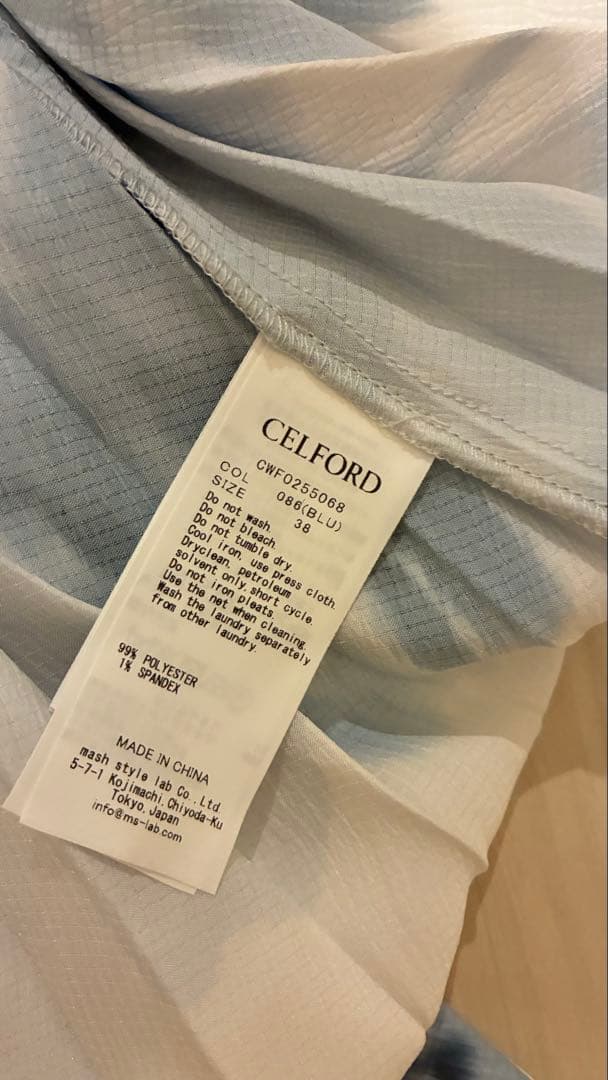 CELFORD
CWF0255068
COL 086(BLU)
SIZE 38
Do not wash.
Do not bleach.
Do not tumble dry.
Cool iron, use press cloth.
Dryclean, petroleum
solvent only, short cycle.
Do not iron pleats.
Use the net when cleaning.
Wash the laundry separately
from other laundry.
99% POLYESTER
1% SPANDEX
MADE IN CHINA
mash style lab Co., Ltd
5-7-1 Kojimachi, Chiyoda-Ku
Tokyo, Japan
info@ms-lab.com